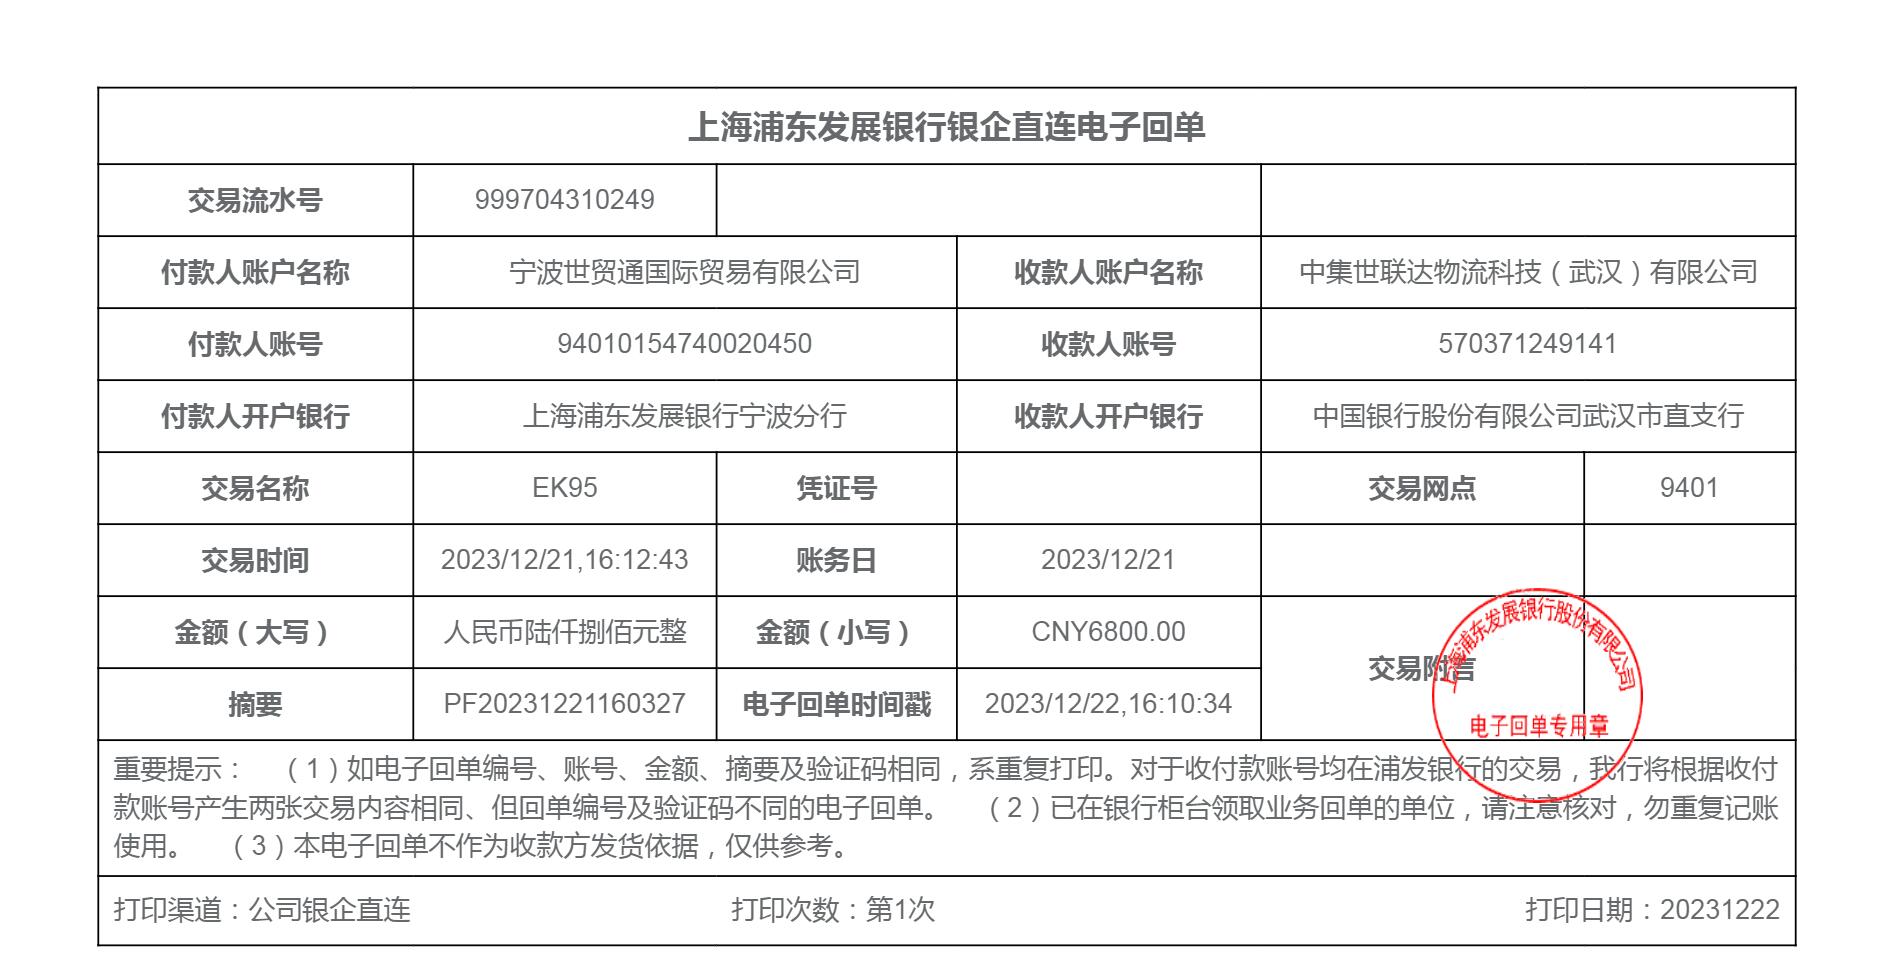 上海浦东发展银行银企直连电子回单
交易流水号 999704310249
付款人账户名称 宁波世贸通国际贸易有限公司 收款人账户名称 中集世联达物流科技（武汉）有限公司
付款人账号 94010154740020450 收款人账号 570371249141
付款人开户银行 上海浦东发展银行宁波分行 收款人开户银行 中国银行股份有限公司武汉市直支行
交易名称 EK95 凭证号 交易网点 9401
交易时间 2023/12/21,16:12:43 账务日 2023/12/21
金额（大写） 人民币陆仟捌佰元整 金额（小写） CNY6800.00
交易附言
摘要 PF20231221160327 电子回单时间戳 2023/12/22,16:10:34
上海浦东发展银行股份有限公司
电子回单专用章
重要提示： （1）如电子回单编号、账号、金额、摘要及验证码相同，系重复打印。对于收付款账号均在浦发银行的交易，我行将根据收付
款账号产生两张交易内容相同、但回单编号及验证码不同的电子回单。 （2）已在银行柜台领取业务回单的单位，请注意核对，勿重复记账
使用。 （3）本电子回单不作为收款方发货依据，仅供参考。
打印渠道：公司银企直连 打印次数：第1次 打印日期：20231222